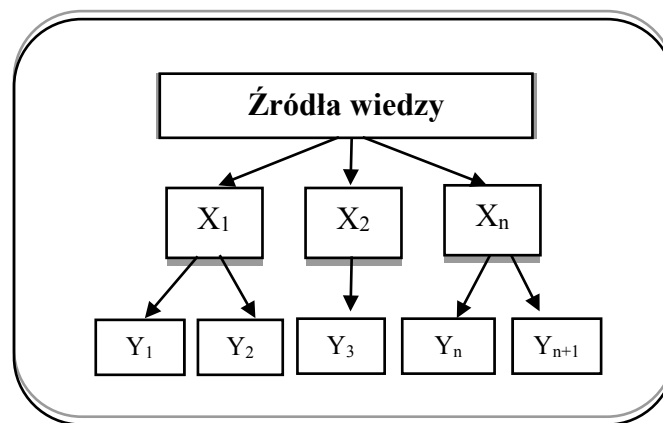 Źródła wiedzy
X₁ X₂ Xₙ
Y₁ Y₂ Y₃ Yₙ Yₙ₊₁